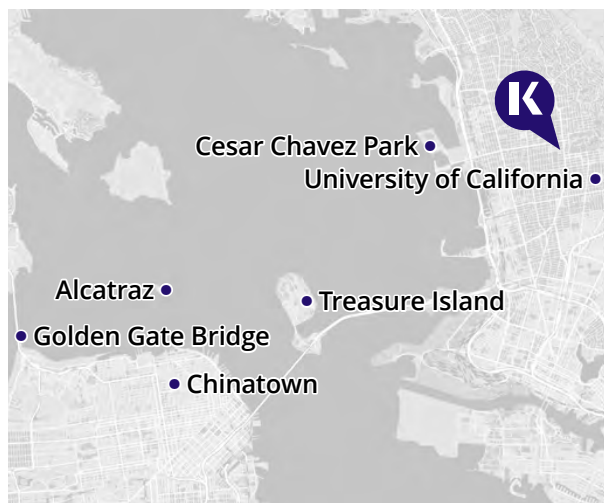 K
Cesar Chavez Park
University of California
Alcatraz
Treasure Island
Golden Gate Bridge
Chinatown